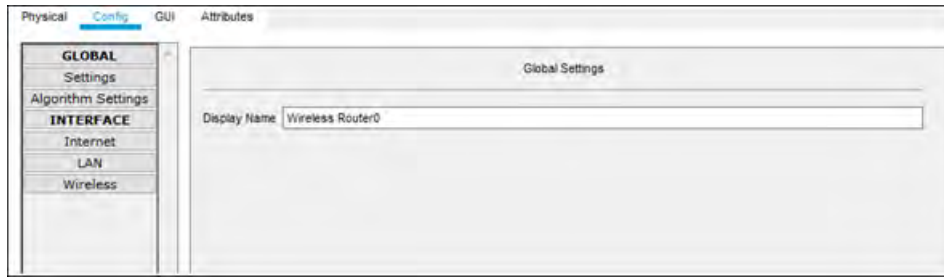 Physical Config GUI Attributes
GLOBAL
Settings
Algorithm Settings
INTERFACE
Internet
LAN
Wireless
Global Settings
Display Name Wireless Router0